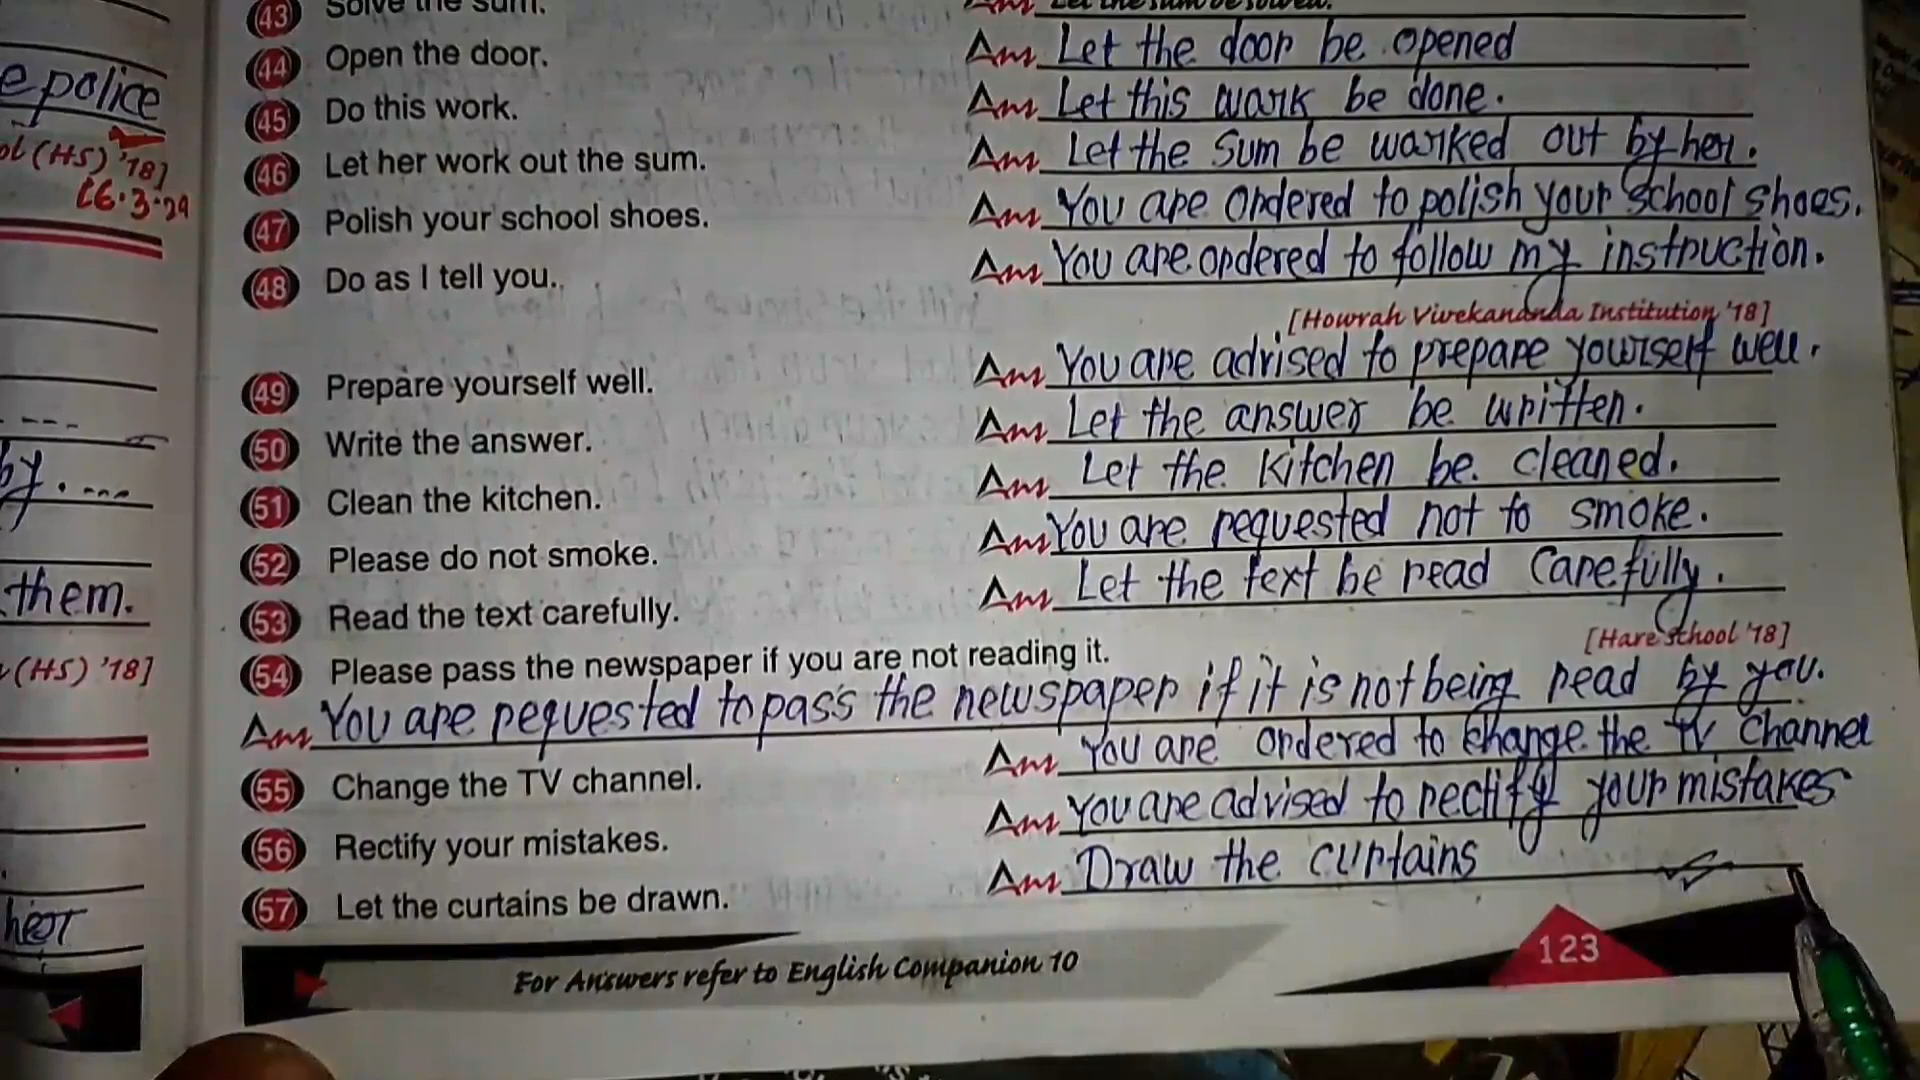 43 Solve the sum. Ans Let the sum be solved.
44 Open the door. Ans Let the door be opened
45 Do this work. Ans Let this work be done.
46 Let her work out the sum. Ans Let the sum be worked out by her.
47 Polish your school shoes. Ans You are ordered to polish your school shoes.
48 Do as I tell you. Ans You are ordered to follow my instruction.
[Howrah Vivekananda Institution '18]
49 Prepare yourself well. Ans You are advised to prepare yourself well.
50 Write the answer. Ans Let the answer be written.
51 Clean the kitchen. Ans Let the kitchen be cleaned.
52 Please do not smoke. Ans You are requested not to smoke.
53 Read the text carefully. Ans Let the text be read carefully.
[Hare School '18]
54 Please pass the newspaper if you are not reading it.
Ans You are requested to pass the newspaper if it is not being read by you.
55 Change the TV channel. Ans You are ordered to change the TV channel
56 Rectify your mistakes. Ans You are advised to rectify your mistakes
57 Let the curtains be drawn. Ans Draw the curtains
For Answers refer to English Companion 10
123
police
(HS) '18]
by....
them.
(HS) '18]
her